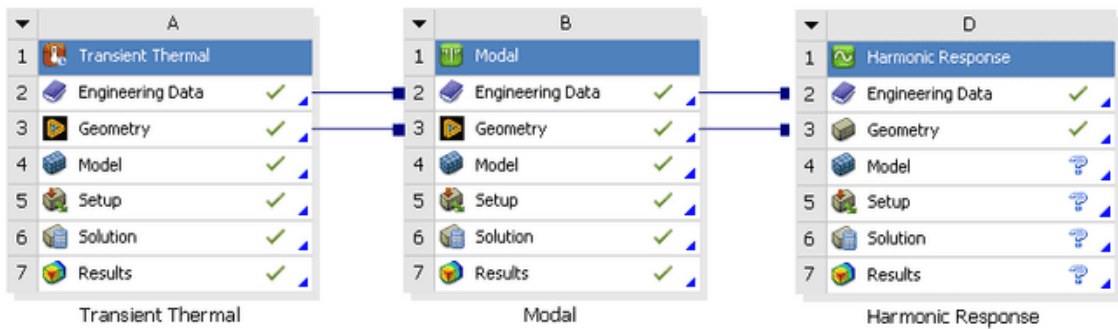 A
1 Transient Thermal
2 Engineering Data
3 Geometry
4 Model
5 Setup
6 Solution
7 Results
Transient Thermal
B
1 Modal
2 Engineering Data
3 Geometry
4 Model
5 Setup
6 Solution
7 Results
Modal
D
1 Harmonic Response
2 Engineering Data
3 Geometry
4 Model
5 Setup
6 Solution
7 Results
Harmonic Response